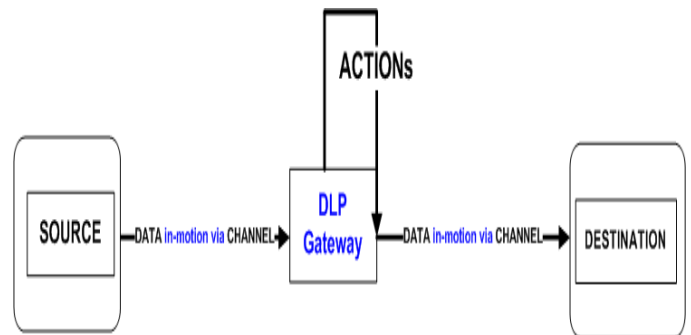 ACTIONs
SOURCE
DATA in-motion via CHANNEL
DLP
Gateway
DATA in-motion via CHANNEL
DESTINATION